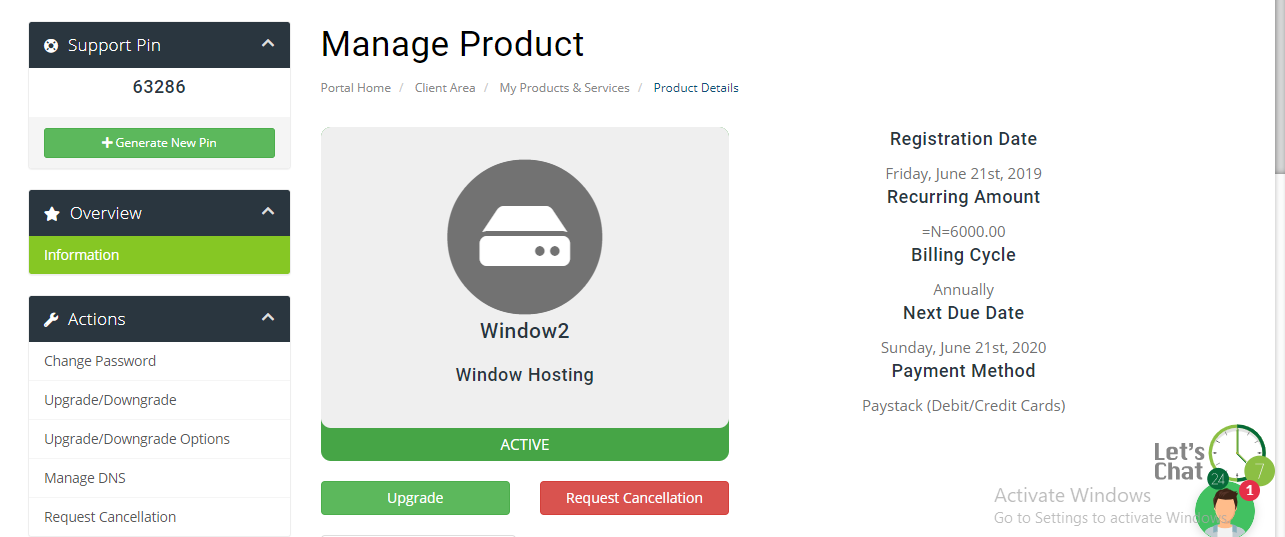 Support Pin
63286
Generate New Pin
Overview
Information
Actions
Change Password
Upgrade/Downgrade
Upgrade/Downgrade Options
Manage DNS
Request Cancellation
Manage Product
Portal Home / Client Area / My Products & Services / Product Details
Window2
Window Hosting
ACTIVE
Upgrade
Request Cancellation
Registration Date
Friday, June 21st, 2019
Recurring Amount
=N=6000.00
Billing Cycle
Annually
Next Due Date
Sunday, June 21st, 2020
Payment Method
Paystack (Debit/Credit Cards)
Let's
Chat
24
7
1
Activate Windows
Go to Settings to activate Windows.